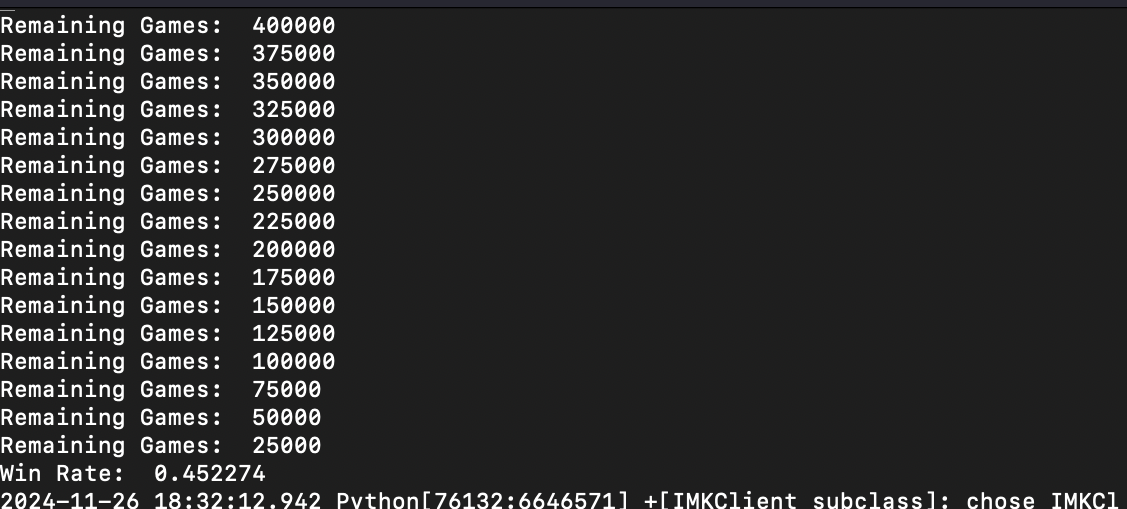 Remaining Games:  400000
Remaining Games:  375000
Remaining Games:  350000
Remaining Games:  325000
Remaining Games:  300000
Remaining Games:  275000
Remaining Games:  250000
Remaining Games:  225000
Remaining Games:  200000
Remaining Games:  175000
Remaining Games:  150000
Remaining Games:  125000
Remaining Games:  100000
Remaining Games:  75000
Remaining Games:  50000
Remaining Games:  25000
Win Rate:  0.452274
2024-11-26 18:32:12.942 Python[76132:6646571] +[IMKClient subclass]: chose IMKCl